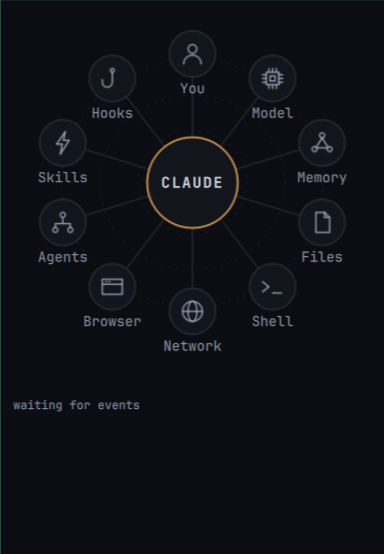 You
Hooks
Model
Skills
CLAUDE
Memory
Agents
Files
Browser
Shell
Network
waiting for events